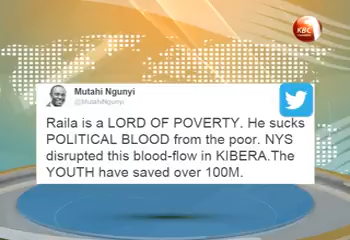 KBC
Mutahi Ngunyi
@MutahiNgunyi
Raila is a LORD OF POVERTY. He sucks
POLITICAL BLOOD from the poor. NYS
disrupted this blood-flow in KIBERA.The
YOUTH have saved over 100M.